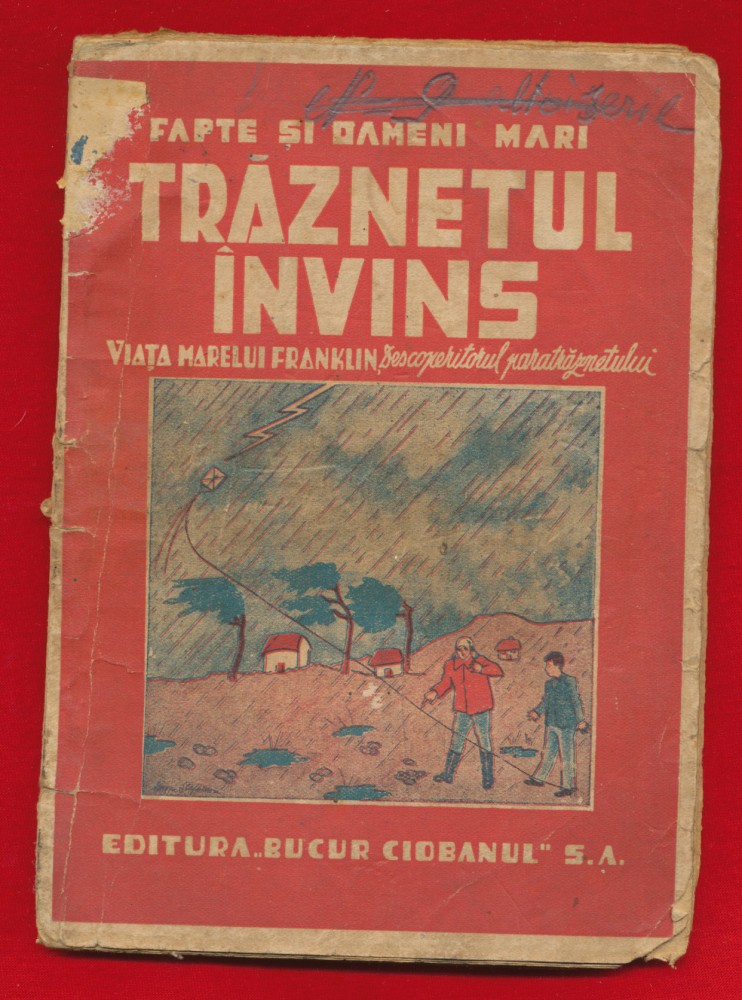 FAPTE ȘI OAMENI MARI
TRĂZNETUL
ÎNVINS
VIAȚA MARELUI FRANKLIN, Descoperitorul paratrăznetului
EDITURA „BUCUR CIOBANUL" S.A.